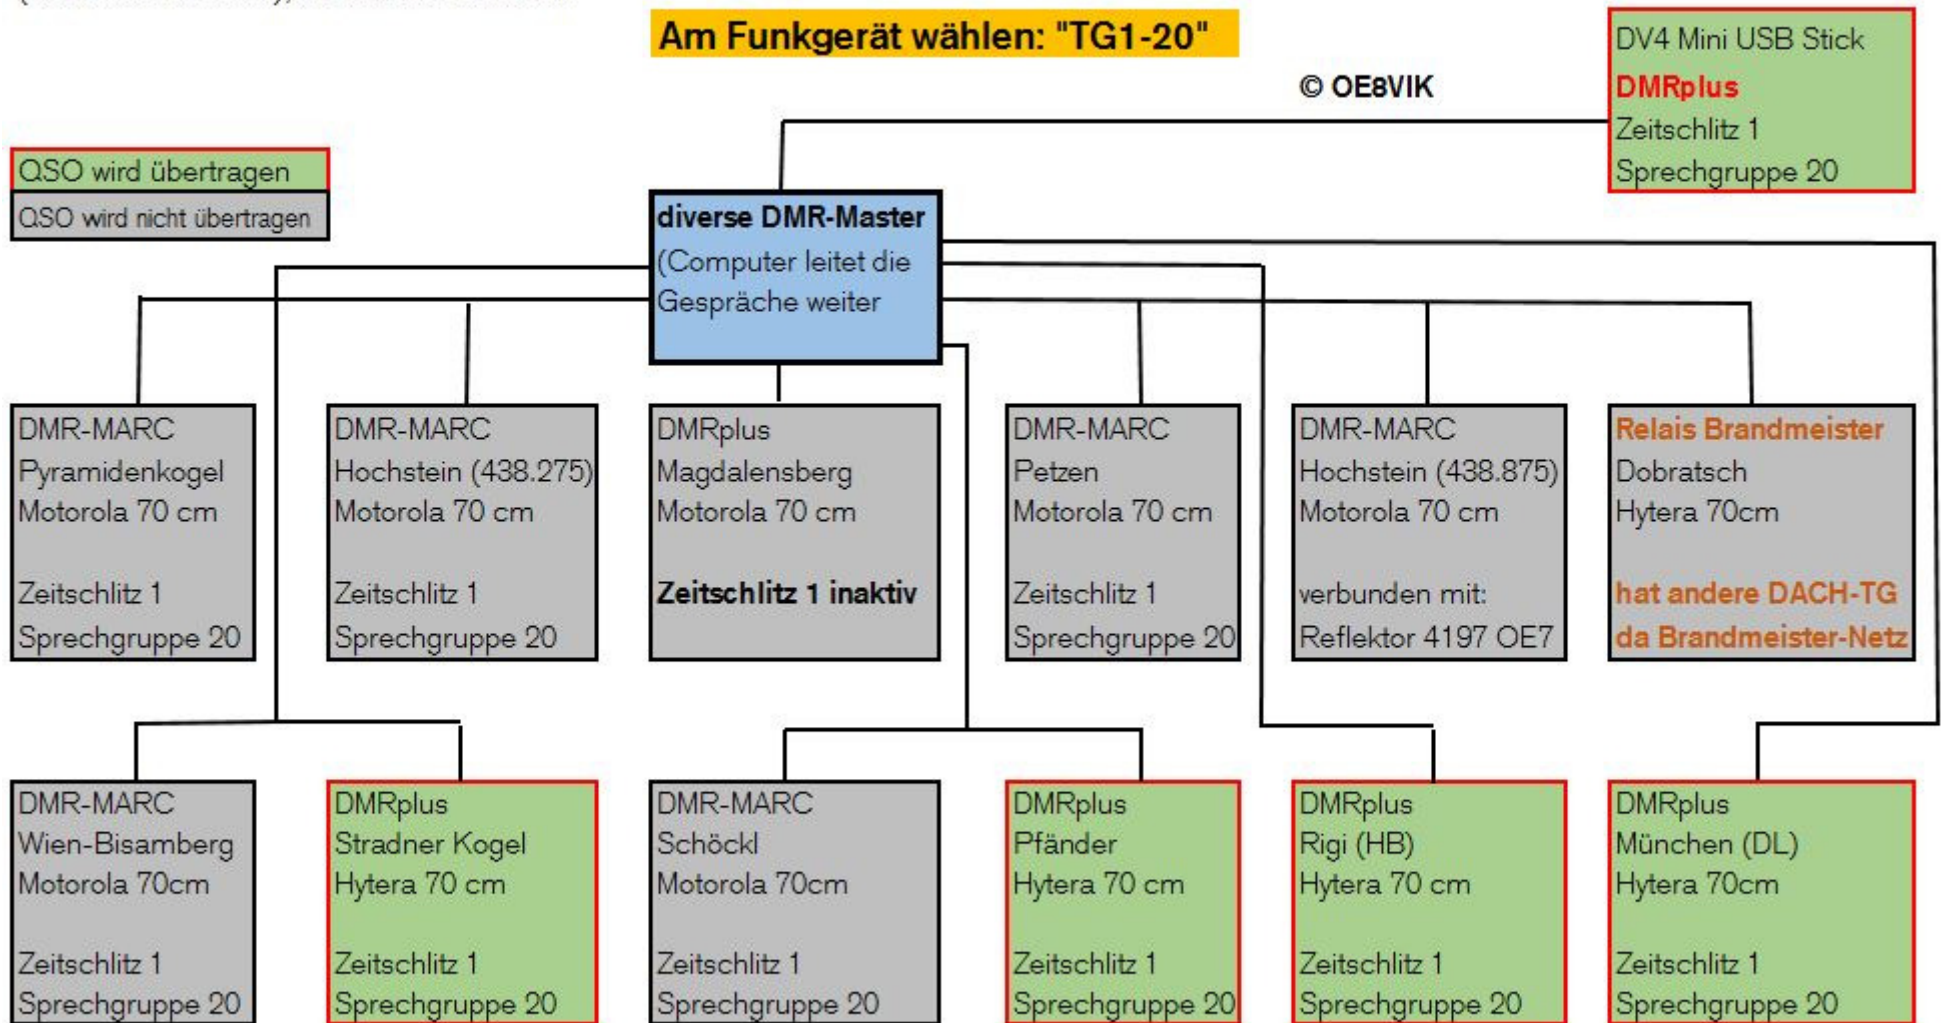 Am Funkgerät wählen: "TG1-20"
© OE8VIK
DV4 Mini USB Stick
DMRplus
Zeitschlitz 1
Sprechgruppe 20
QSO wird übertragen
QSO wird nicht übertragen
diverse DMR-Master
(Computer leitet die
Gespräche weiter
DMR-MARC
Pyramidenkogel
Motorola 70 cm
Zeitschlitz 1
Sprechgruppe 20
DMR-MARC
Hochstein (438.275)
Motorola 70 cm
Zeitschlitz 1
Sprechgruppe 20
DMRplus
Magdalensberg
Motorola 70 cm
Zeitschlitz 1 inaktiv
DMR-MARC
Petzen
Motorola 70 cm
Zeitschlitz 1
Sprechgruppe 20
DMR-MARC
Hochstein (438.875)
Motorola 70 cm
verbunden mit:
Reflektor 4197 OE7
Relais Brandmeister
Dobratsch
Hytera 70cm
hat andere DACH-TG
da Brandmeister-Netz
DMR-MARC
Wien-Bisamberg
Motorola 70cm
Zeitschlitz 1
Sprechgruppe 20
DMRplus
Stradner Kogel
Hytera 70 cm
Zeitschlitz 1
Sprechgruppe 20
DMR-MARC
Schöckl
Motorola 70cm
Zeitschlitz 1
Sprechgruppe 20
DMRplus
Pfänder
Hytera 70 cm
Zeitschlitz 1
Sprechgruppe 20
DMRplus
Rigi (HB)
Hytera 70 cm
Zeitschlitz 1
Sprechgruppe 20
DMRplus
München (DL)
Hytera 70cm
Zeitschlitz 1
Sprechgruppe 20